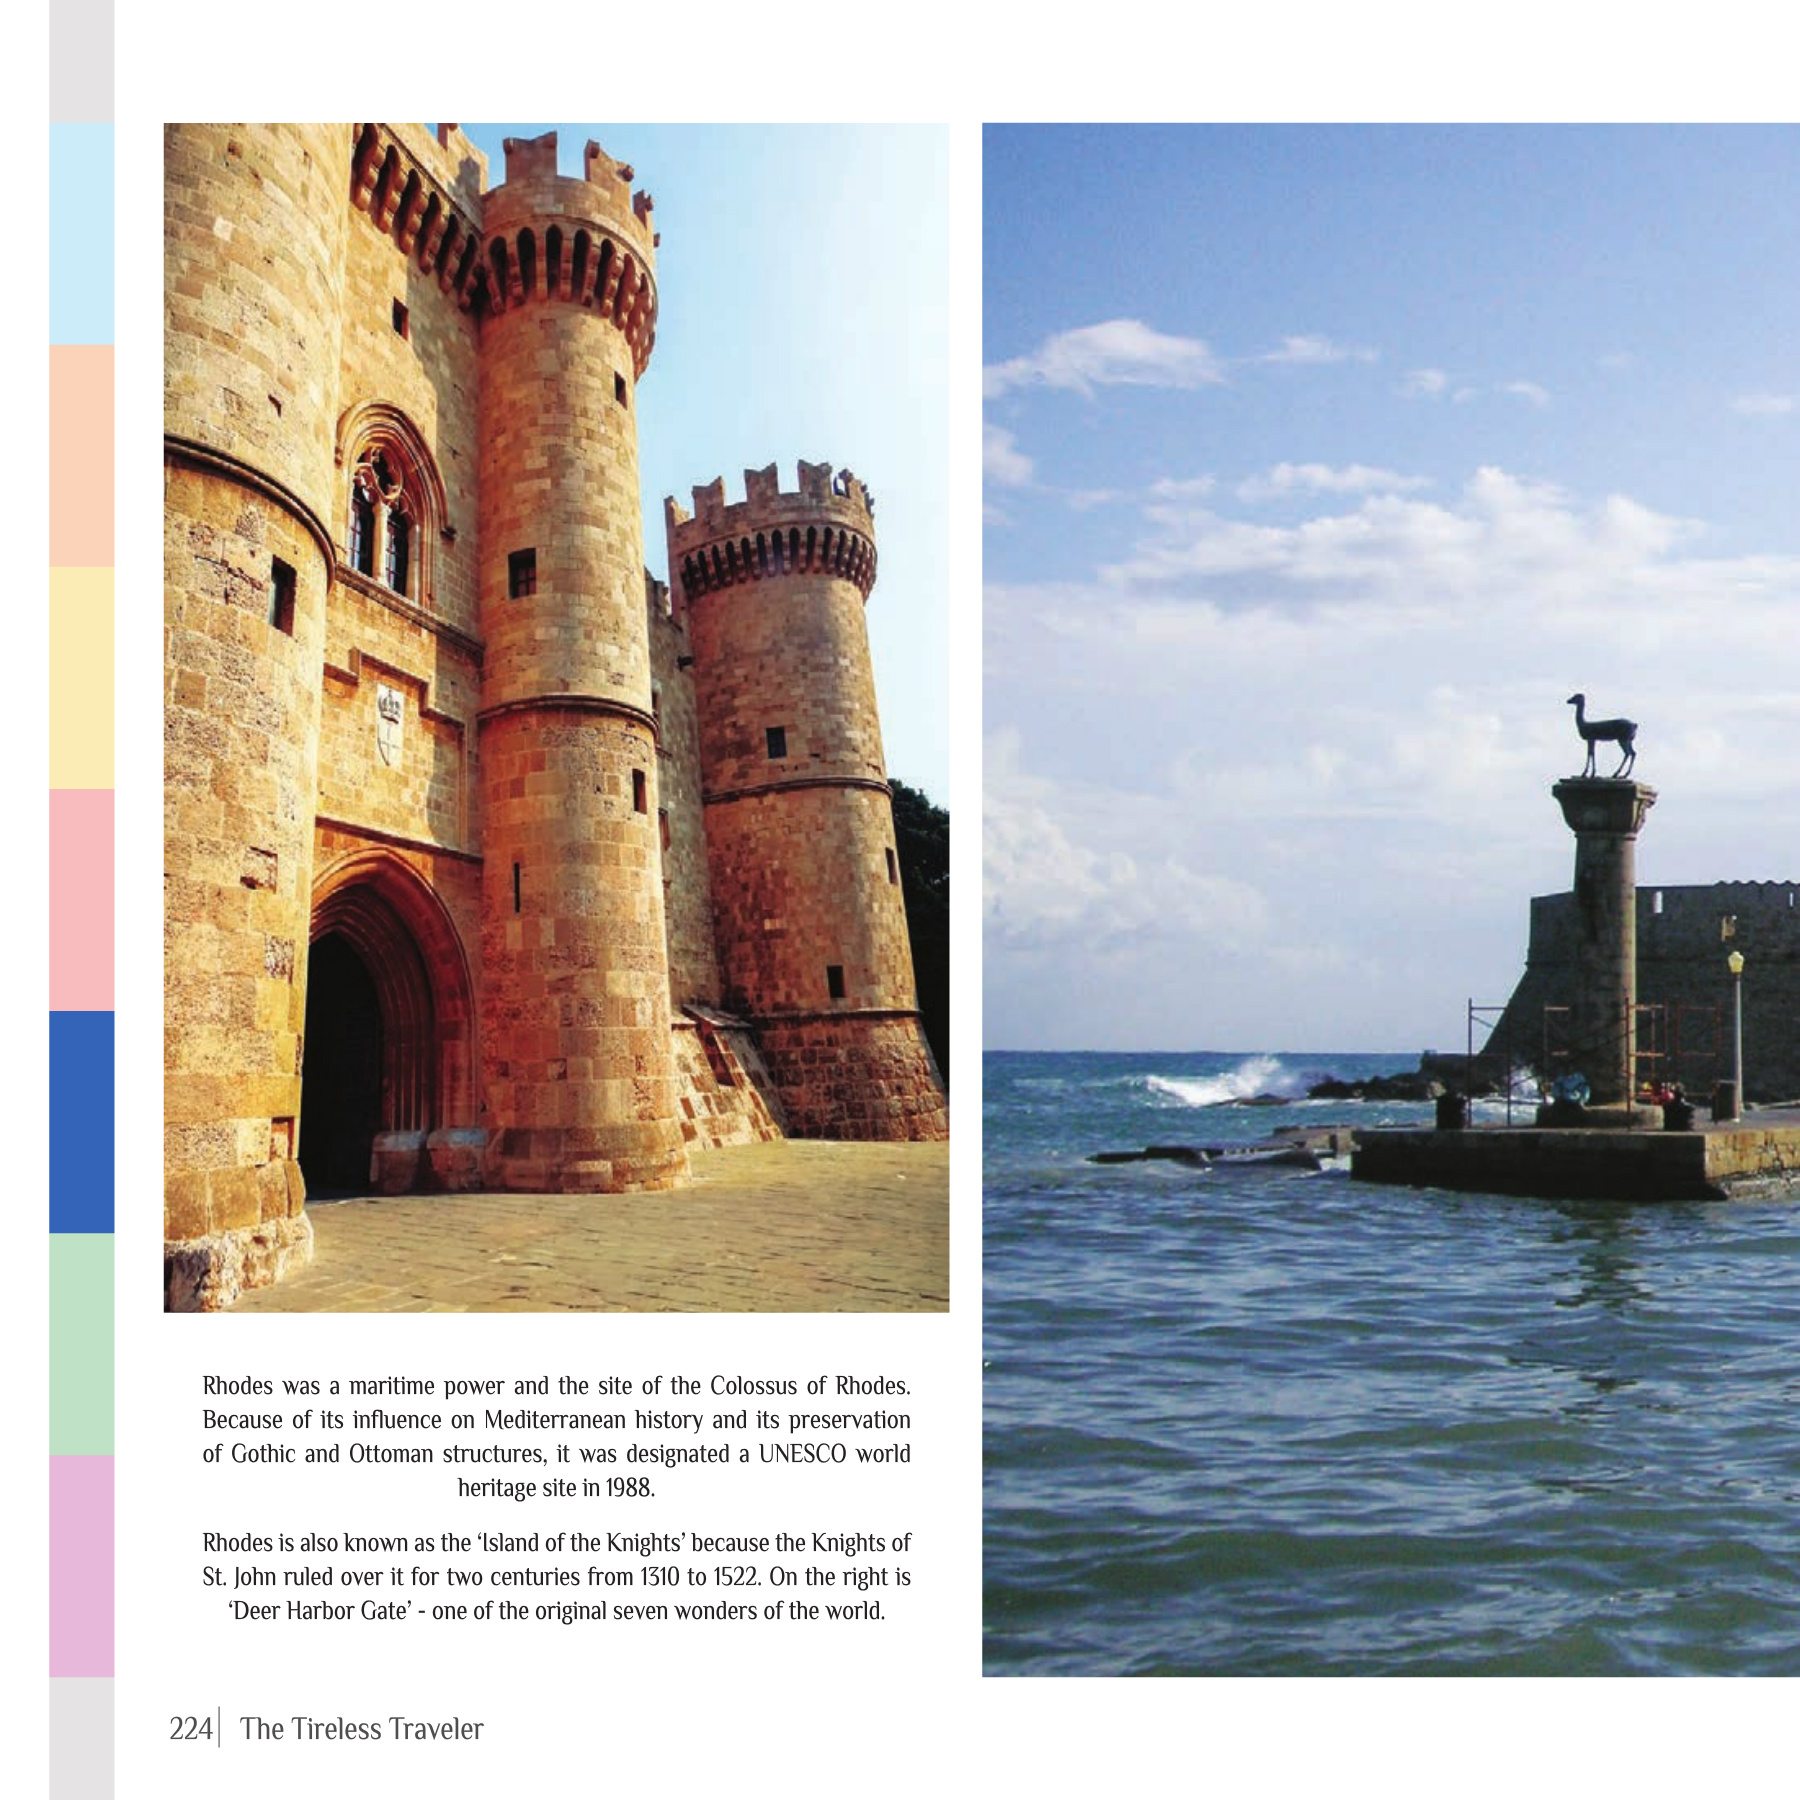 Rhodes was a maritime power and the site of the Colossus of Rhodes.
Because of its influence on Mediterranean history and its preservation
of Gothic and Ottoman structures, it was designated a UNESCO world
heritage site in 1988.
Rhodes is also known as the ‘Island of the Knights’ because the Knights of
St. John ruled over it for two centuries from 1310 to 1522. On the right is
‘Deer Harbor Gate’ - one of the original seven wonders of the world.
224 The Tireless Traveler